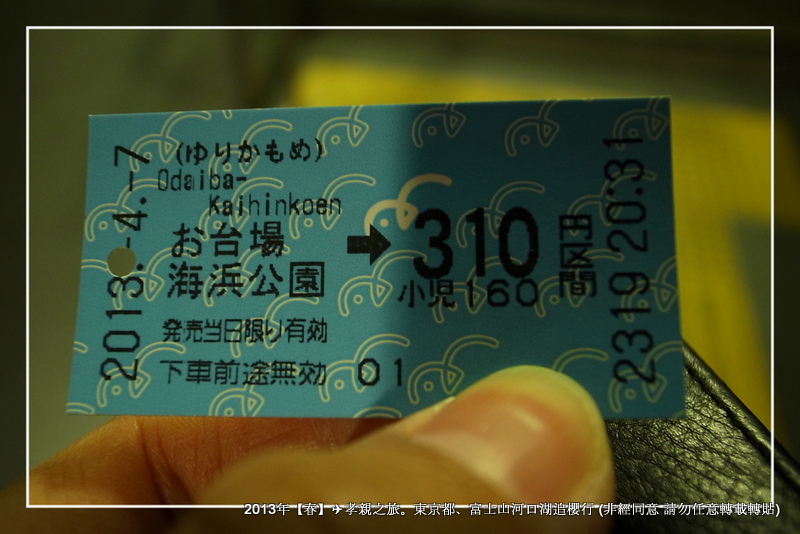 2013.-4.-7
(ゆりかもめ)
Odaiba-
Kaihinkoen
お台場
海浜公園
➡310円
区間
小児160
発売当日限り有効
下車前途無効 01
2319 20:31
2013年【春】✈孝親之旅。東京都、富士山河口湖追櫻行 (非經同意 請勿任意轉載轉貼)